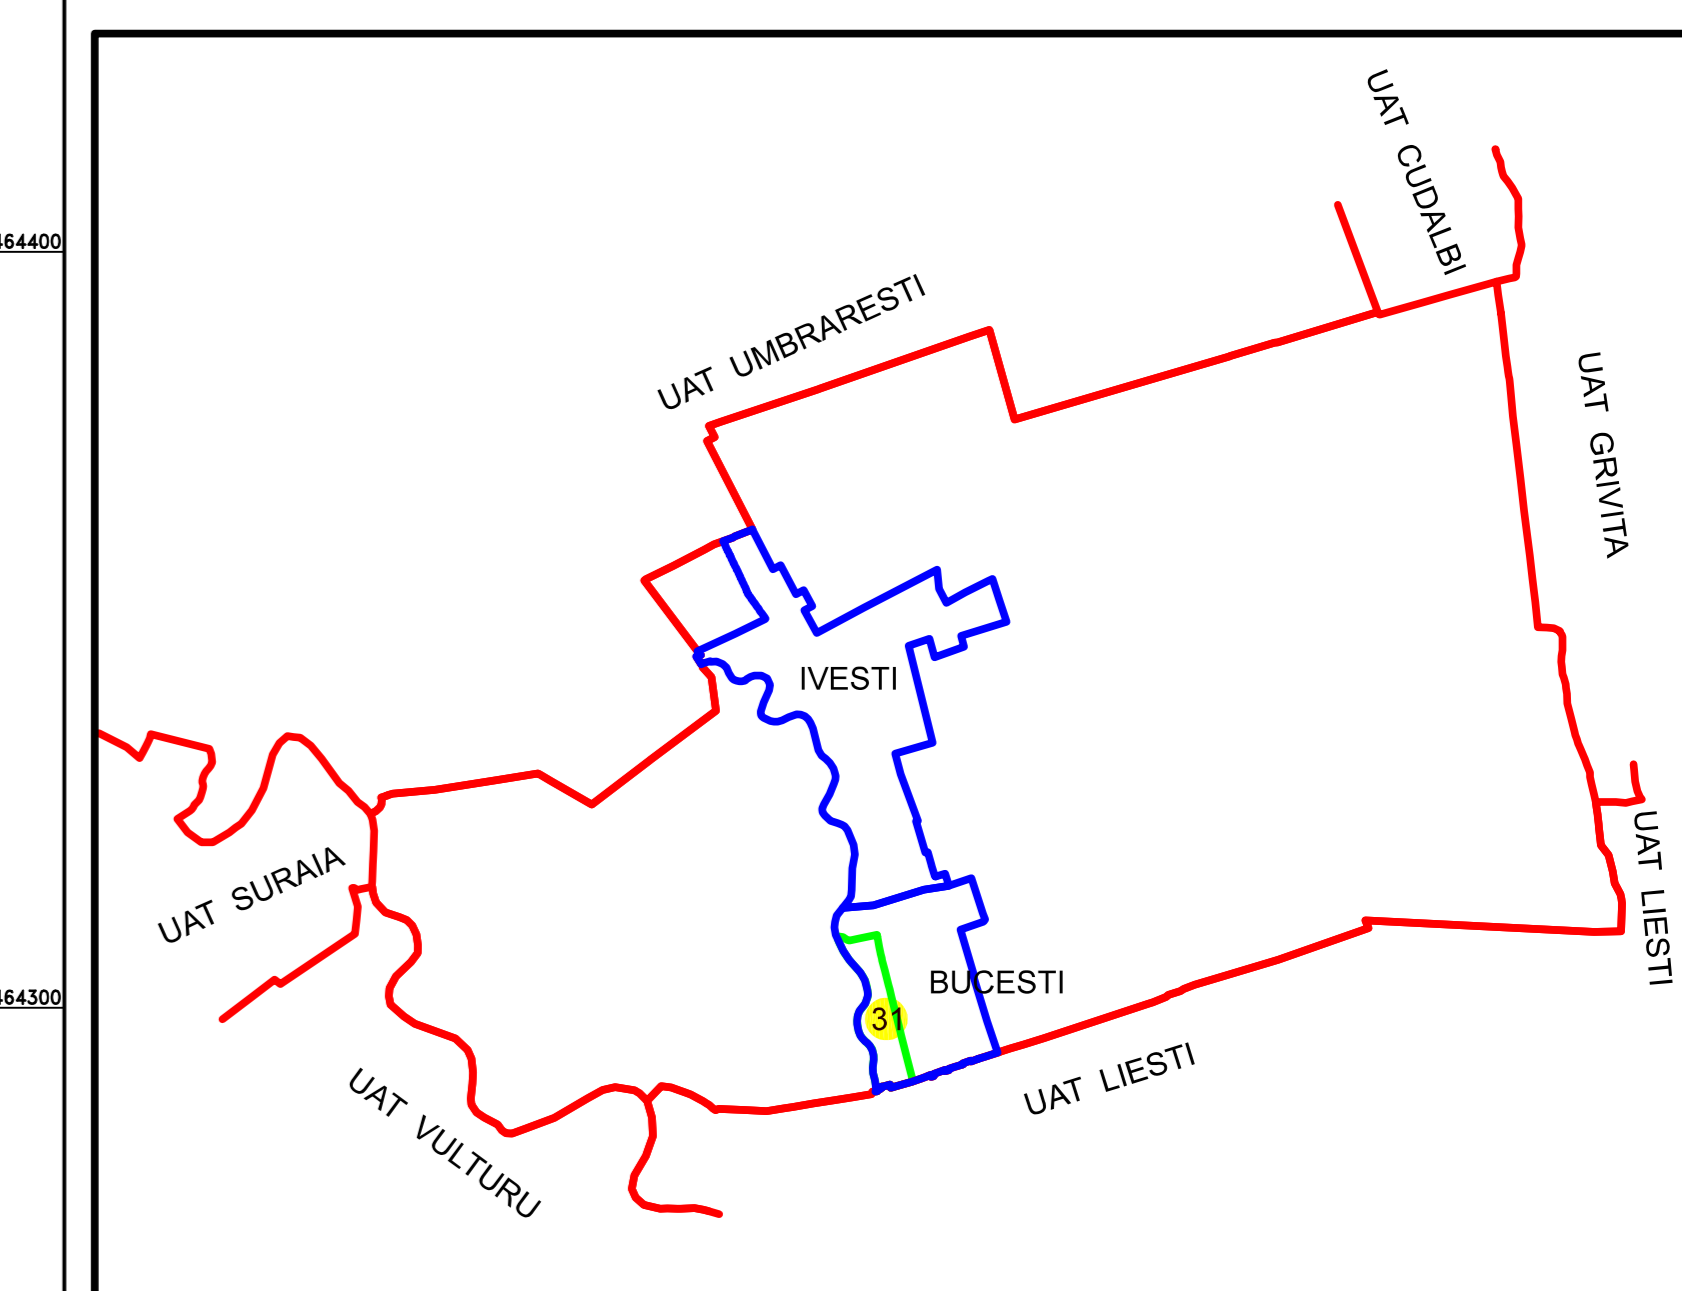 UAT CUDALBI
464400
UAT UMBRARESTI
UAT GRIVITA
IVESTI
UAT SURAIA
UAT LIESTI
BUCESTI
464300
31
UAT LIESTI
UAT VULTURU